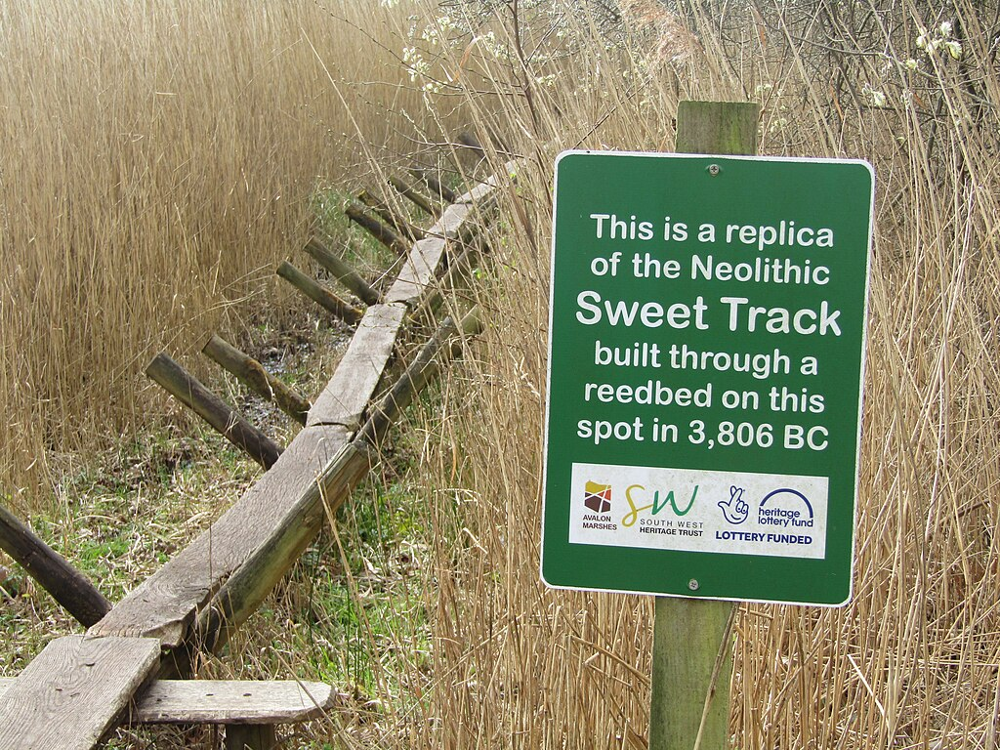 This is a replica
of the Neolithic
Sweet Track
built through a
reedbed on this
spot in 3,806 BC
AVALON
MARSHES
SW
SOUTH WEST
HERITAGE TRUST
heritage
lottery fund
LOTTERY FUNDED